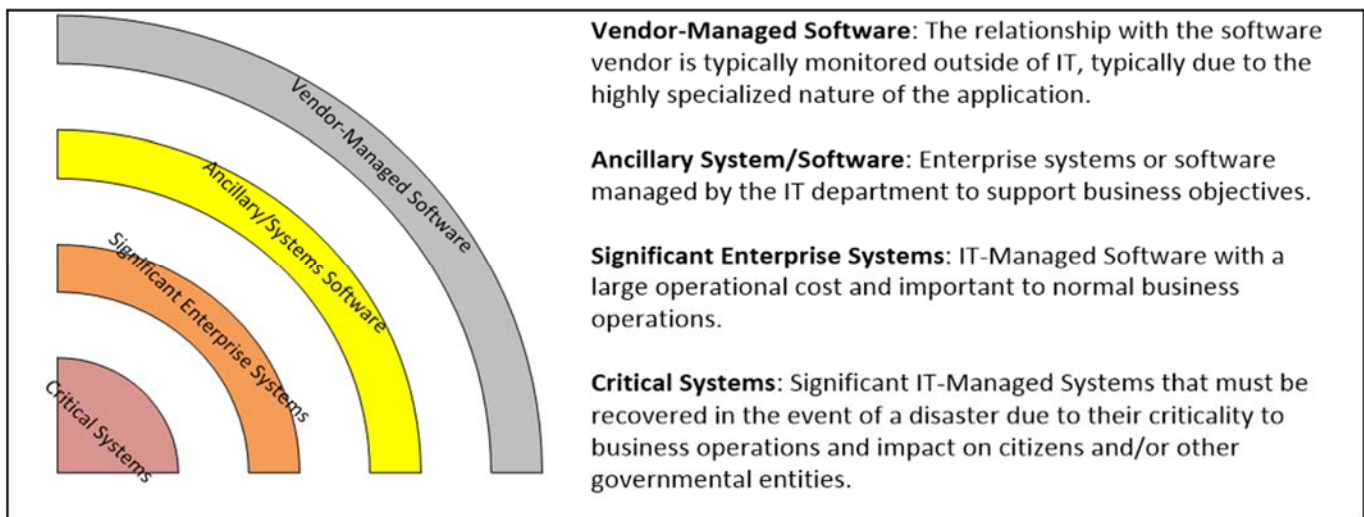 Vendor-Managed Software
Ancillary/Systems Software
Significant Enterprise Systems
Critical Systems
Vendor-Managed Software: The relationship with the software
vendor is typically monitored outside of IT, typically due to the
highly specialized nature of the application.
Ancillary System/Software: Enterprise systems or software
managed by the IT department to support business objectives.
Significant Enterprise Systems: IT-Managed Software with a
large operational cost and important to normal business
operations.
Critical Systems: Significant IT-Managed Systems that must be
recovered in the event of a disaster due to their criticality to
business operations and impact on citizens and/or other
governmental entities.